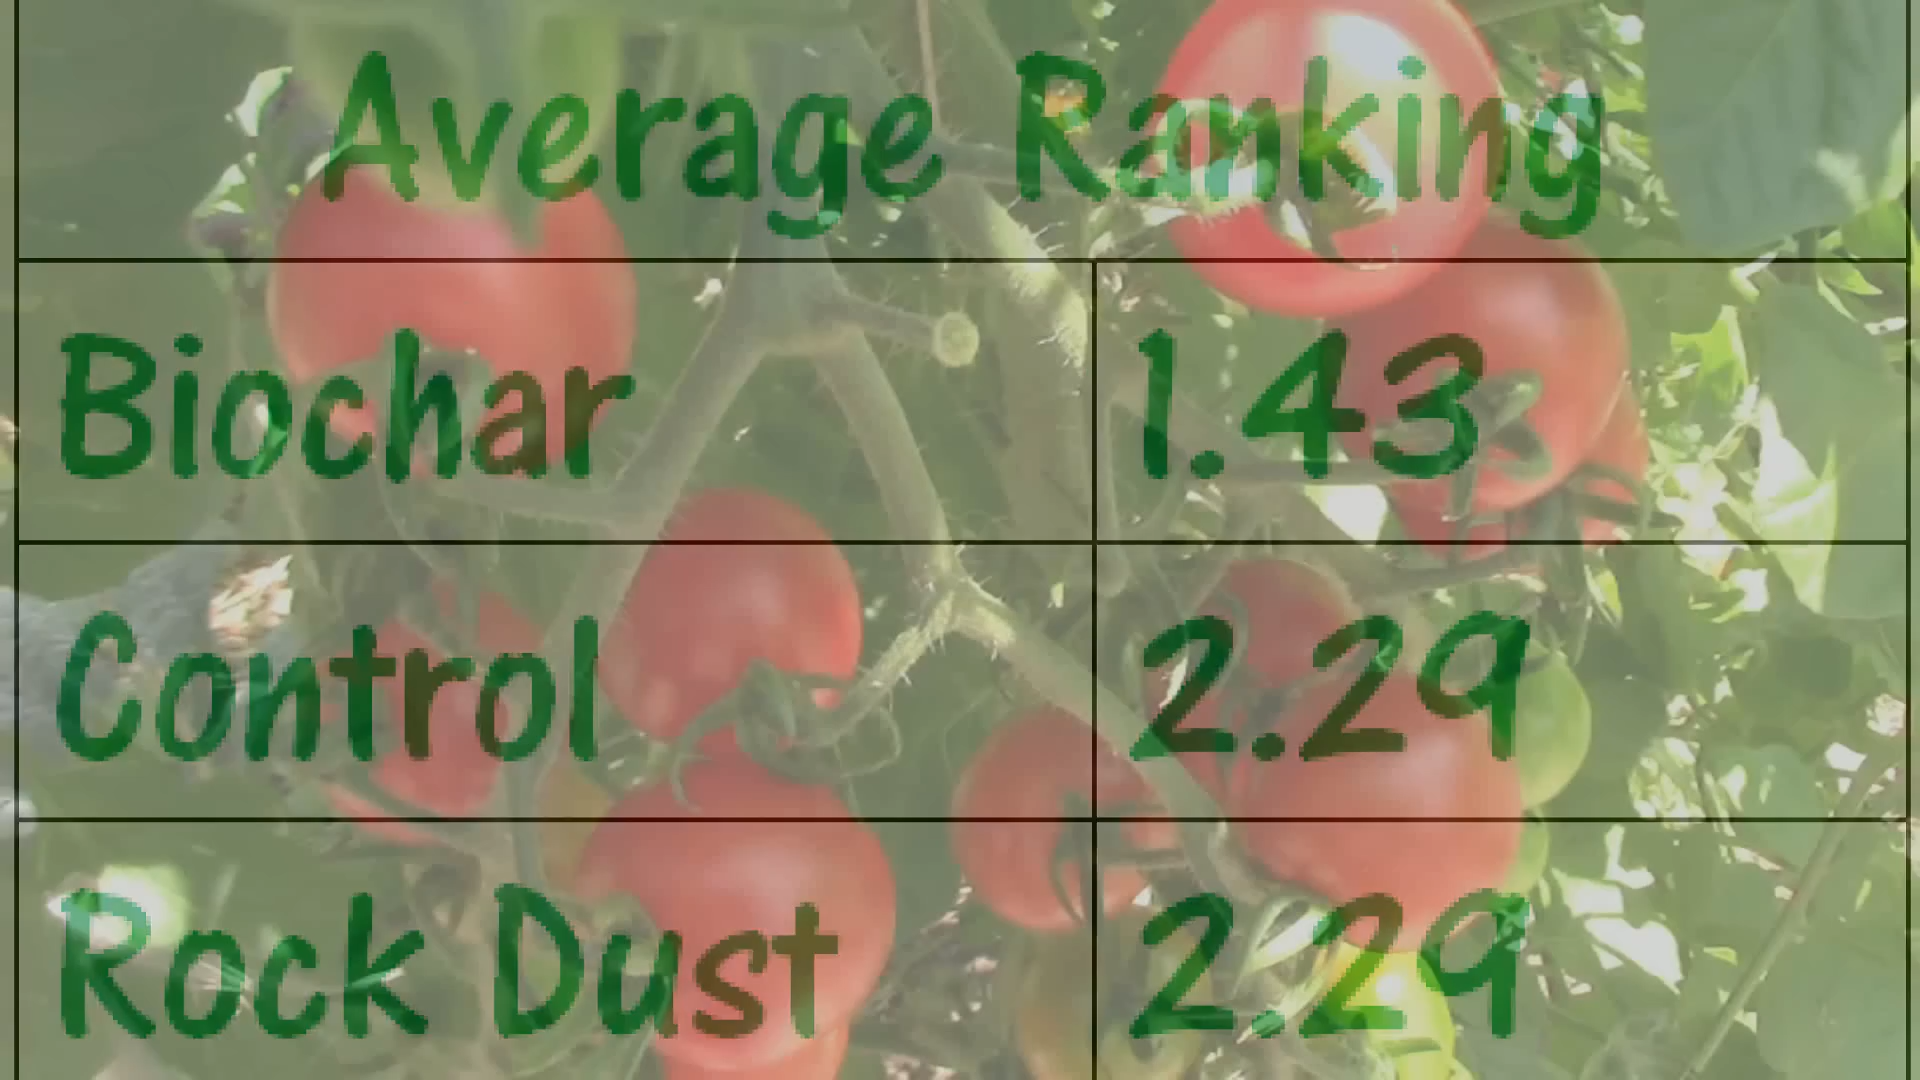 Average Ranking
Biochar 1.43
Control 2.29
Rock Dust 2.29